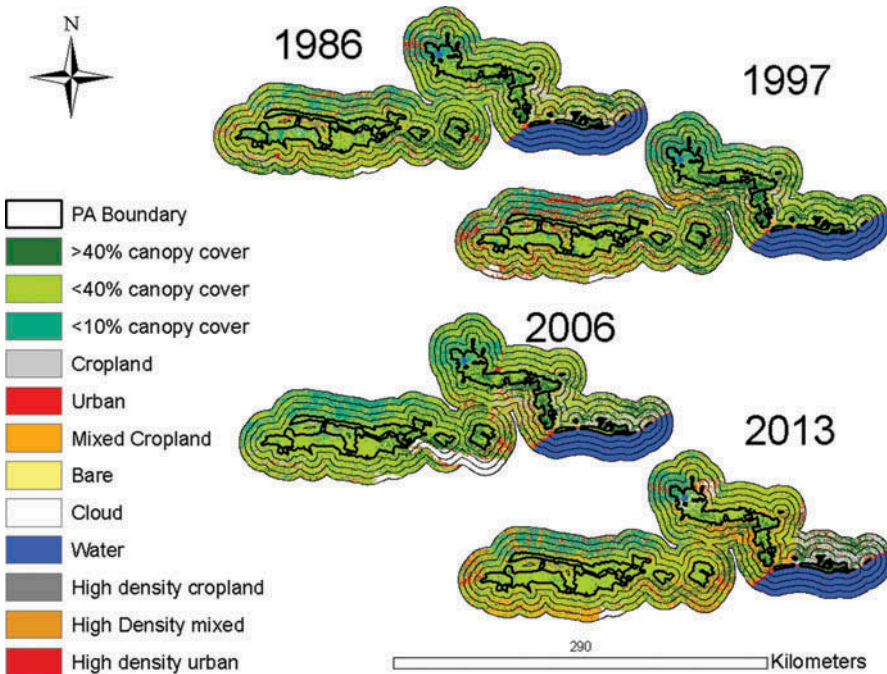 N
1986
1997
PA Boundary
>40% canopy cover
<40% canopy cover
<10% canopy cover
Cropland
Urban
Mixed Cropland
Bare
Cloud
Water
High density cropland
High Density mixed
High density urban
2006
2013
290
Kilometers